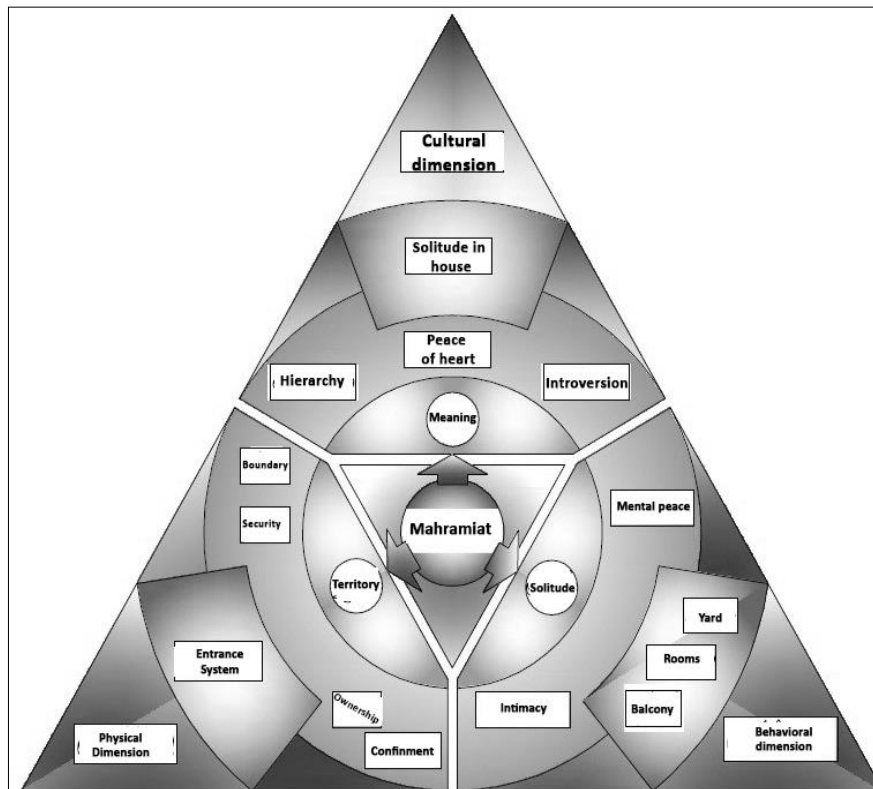 Cultural
dimension
Solitude in
house
Peace
of heart
Hierarchy
Introversion
Meaning
Boundary
Security
Mahramiat
Mental peace
Territory
Solitude
Yard
Entrance
System
Rooms
Ownership
Intimacy
Balcony
Physical
Dimension
Confinment
Behavioral
dimension